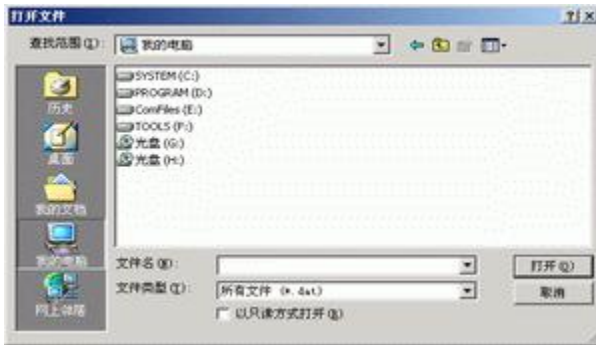 打开文件
查找范围(I): 我的电脑
SYSTEM (C:)
PROGRAM (D:)
ComFiles (E:)
TOOLS (F:)
光盘 (G:)
光盘 (H:)
历史
桌面
我的文档
我的电脑
网上邻居
文件名(N):
打开(O)
文件类型(T): 所有文件 (*.dat)
取消
以只读方式打开(R)